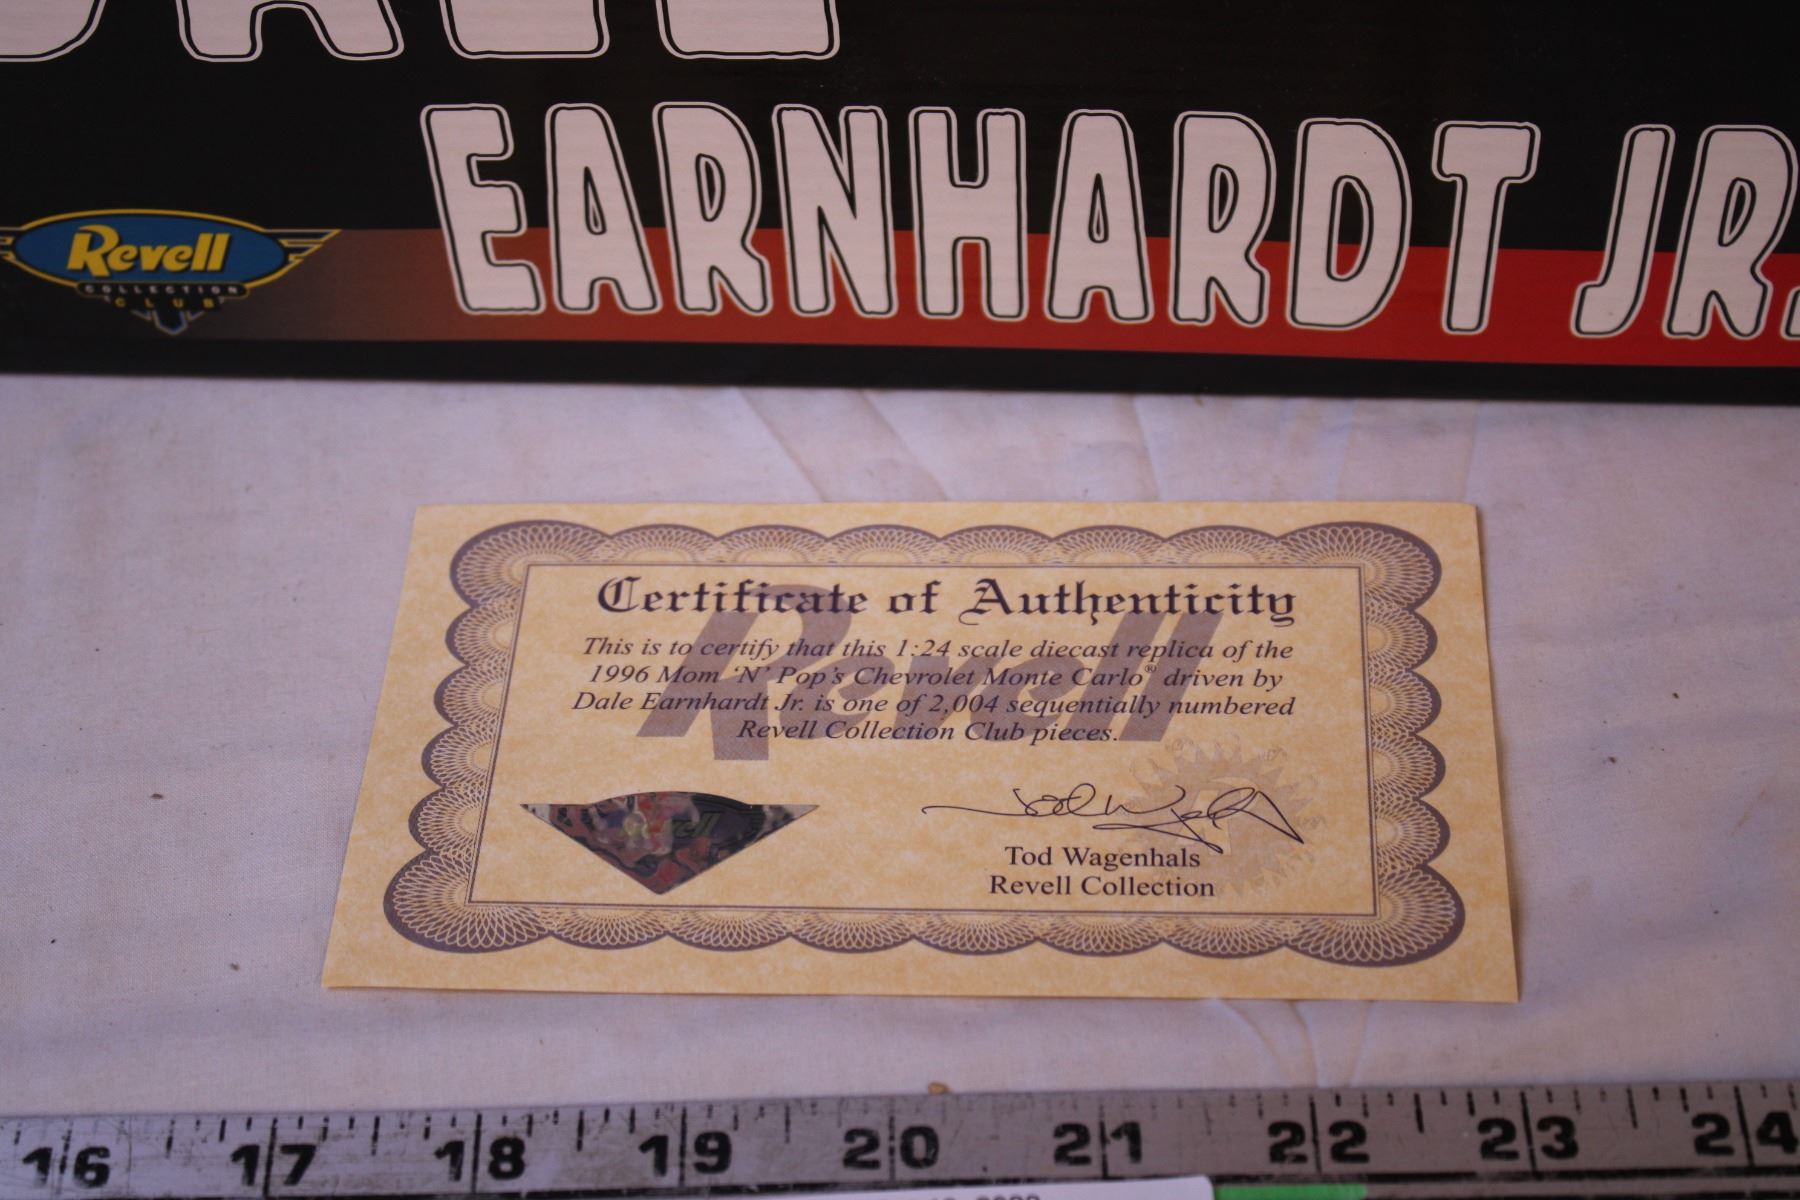 EARNHARDT JR.
Revell
COLLECTION
CLUB
Certificate of Authenticity
This is to certify that this 1:24 scale diecast replica of the
1996 Mom 'N' Pop's Chevrolet Monte Carlo® driven by
Dale Earnhardt Jr. is one of 2,004 sequentially numbered
Revell Collection Club pieces.
Revell
Tod Wagenhals
Revell Collection
16 17 18 19 20 21 22 23 24